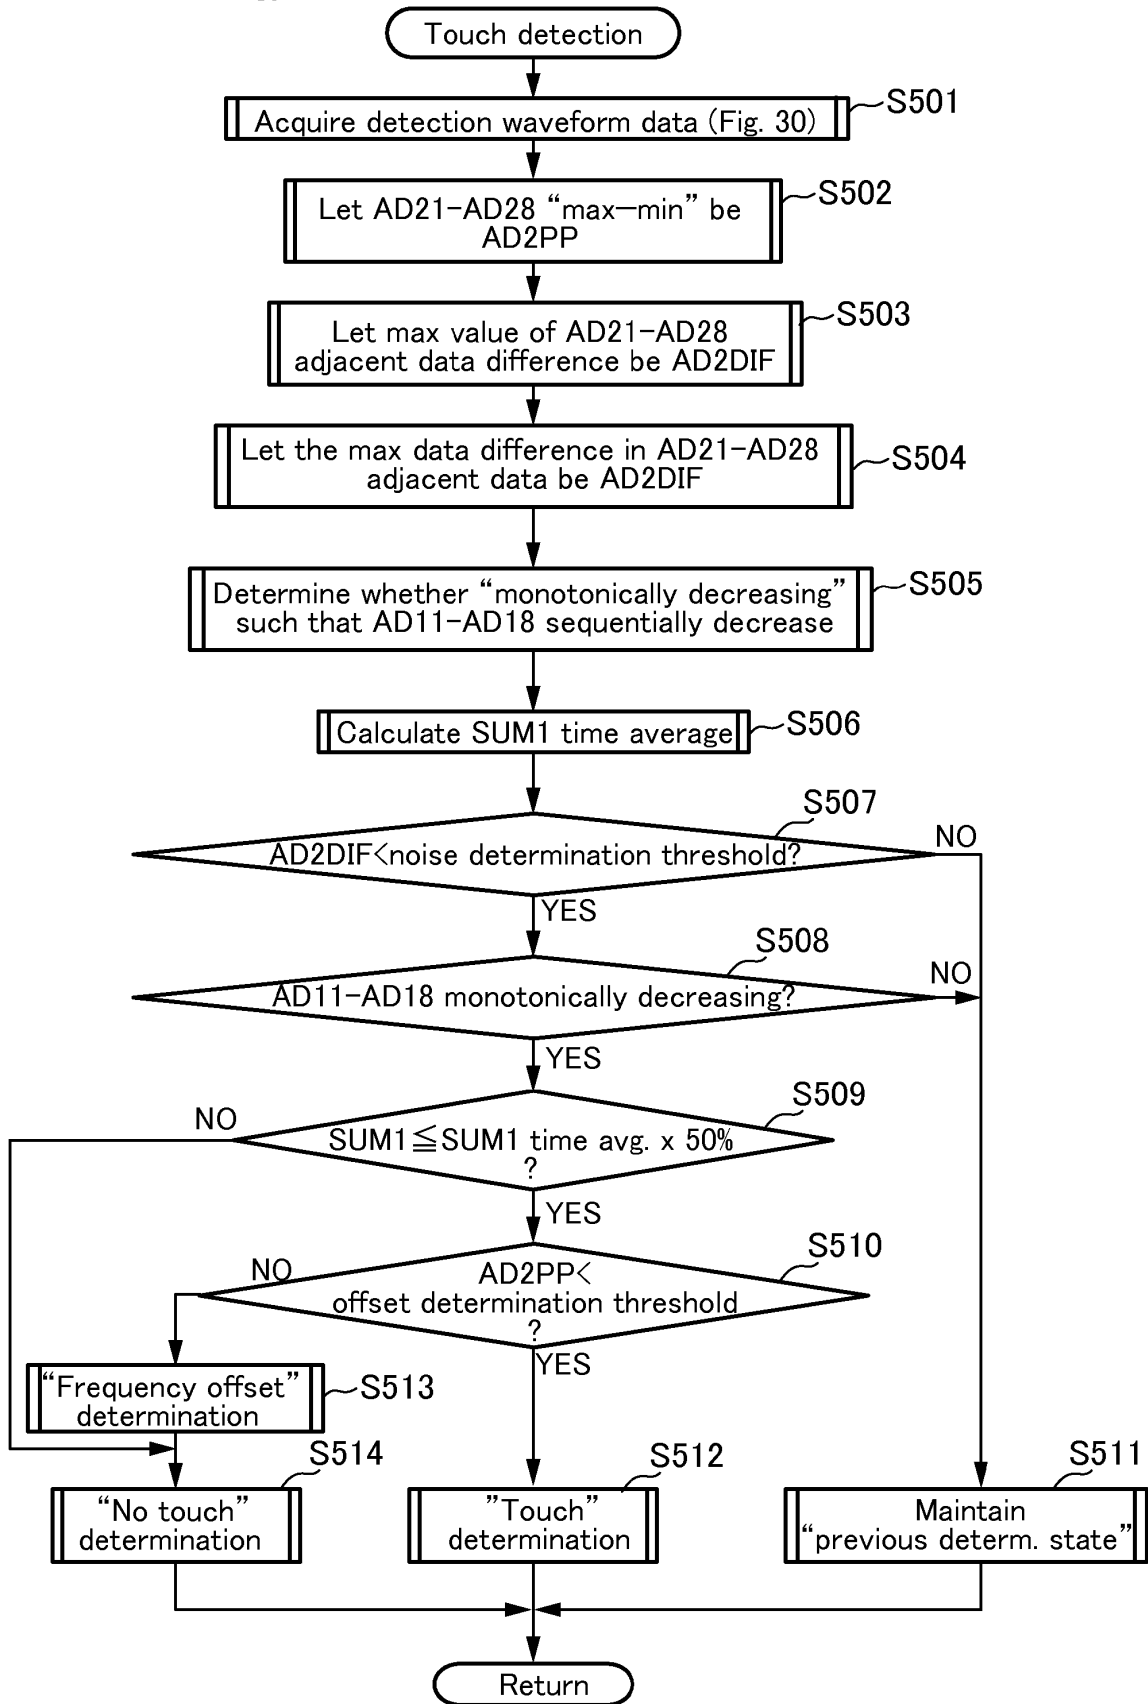 Touch detection
S501
Acquire detection waveform data (Fig. 30)
S502
Let AD21-AD28 “max-min” be
AD2PP
S503
Let max value of AD21-AD28
adjacent data difference be AD2DIF
Let the max data difference in AD21-AD28
adjacent data be AD2DIF
S504
S505
Determine whether “monotonically decreasing”
such that AD11-AD18 sequentially decrease
S506
Calculate SUM1 time average
S507
NO
AD2DIF<noise determination threshold?
YES
S508
NO
AD11-AD18 monotonically decreasing?
YES
S509
NO
SUM1≦SUM1 time avg. x 50%
?
YES
S510
NO
AD2PP<
offset determination threshold
?
YES
“Frequency offset”
determination
S513
S514
S512
S511
“No touch”
determination
”Touch”
determination
Maintain
“previous determ. state”
Return